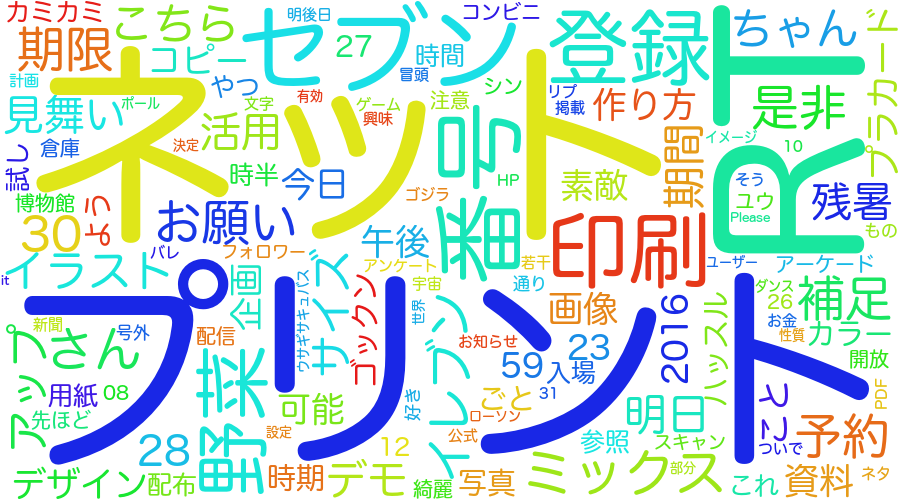 カミカミ
こちら
明後日
コンビニ
ちゃん
プラカード
期限
コピー
セブン
27
時間
登録
RT
計画
ポール
やつ
冒頭
シン
リプ
掲載
作り方
是非
見舞い
ネット
文字
有効
ゲーム
興味
注意
活用
決定
番号
期間
イメージ
10
倉庫
試し
時半
今日
ゴジラ
HP
素敵
そう
ユウ
Please
残暑
博物館
よう
30
お願い
午後
もの
バレ
フォロワー
印刷
it
イラスト
企画
サイズ
アンケート
宇宙
若干
通り
ユーザー
アーケード
プリント
ウサギサキュバス
ゴックン
世界
イレブン
画像
2016
ハッスル
ダンス
26
補足
新聞
号外
配信
お金
カラー
性質
アップ
さん
野菜
お知らせ
59
入場
23
開放
用紙
08
可能
好き
ごと
31
とこ
PDF
先ほど
設定
12
公式
ローソン
明日
参照
スキャン
ついで
予約
28
デザイン
配布
時期
デモ
綺麗
写真
ミックス
部分
これ
資料
ネタ